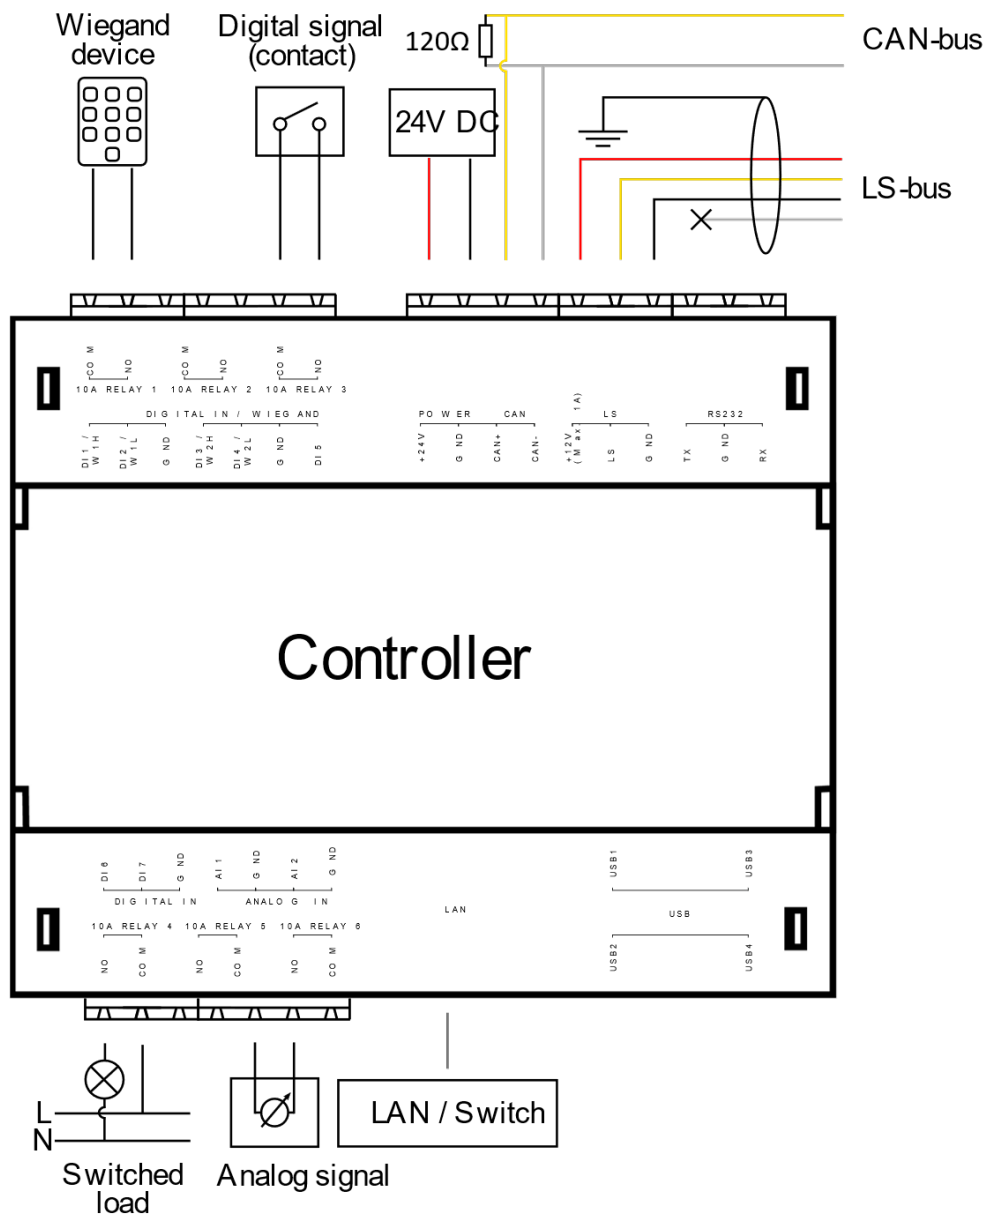 Wiegand
device
Digital signal
(contact)
120Ω
24V DC
CAN-bus
LS-bus
COM
NO
COM
NO
COM
NO
10A RELAY 1
10A RELAY 2
10A RELAY 3
DIGITAL IN / WIEGAND
POWER
CAN
LS
RS232
DI1 /
W1H
DI2 /
W1L
GND
DI3 /
W2H
DI4 /
W2L
GND
DI5
+24V
GND
CAN+
CAN-
+12V
(Max. 1A)
LS
GND
TX
GND
RX
Controller
DI6
DI7
GND
AI1
GND
AI2
GND
USB1
USB3
DIGITAL IN
ANALOG IN
LAN
USB
10A RELAY 4
10A RELAY 5
10A RELAY 6
NO
COM
NO
COM
NO
COM
USB2
USB4
L
N
Switched
load
Analog signal
LAN / Switch